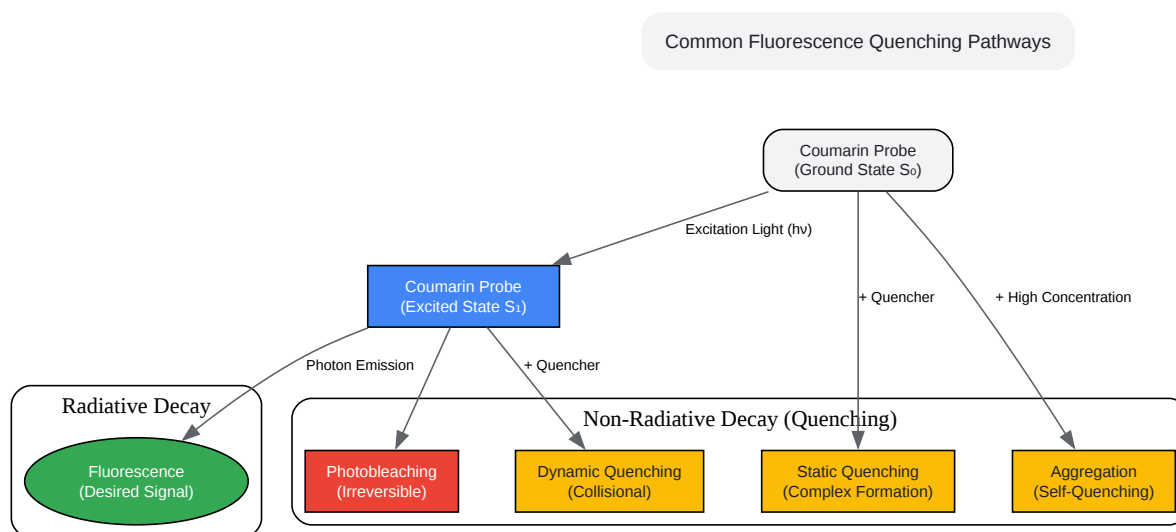 Common Fluorescence Quenching Pathways
Coumarin Probe
(Ground State S₀)
Excitation Light (hν)
Coumarin Probe
(Excited State S₁)
+ Quencher
+ High Concentration
Photon Emission
+ Quencher
Radiative Decay
Non-Radiative Decay (Quenching)
Fluorescence
(Desired Signal)
Photobleaching
(Irreversible)
Dynamic Quenching
(Collisional)
Static Quenching
(Complex Formation)
Aggregation
(Self-Quenching)